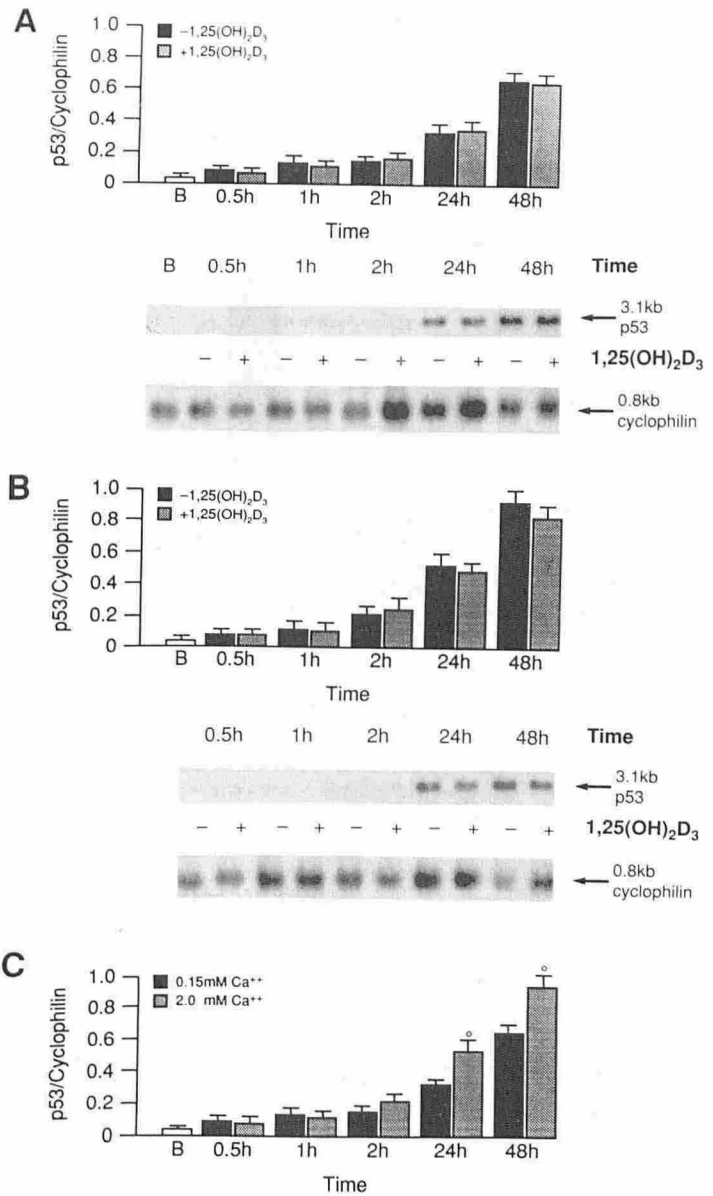 A
1.0
0.8
0.6
0.4
0.2
0
p53/Cyclophilin
−1,25(OH)₂D₃
+1,25(OH)₂D₃
B 0.5h 1h 2h 24h 48h
Time
B 0.5h 1h 2h 24h 48h Time
3.1kb
p53
− + − + − + − + − + 1,25(OH)₂D₃
0.8kb
cyclophilin
B
1.0
0.8
0.6
0.4
0.2
0
p53/Cyclophilin
−1,25(OH)₂D₃
+1,25(OH)₂D₃
B 0.5h 1h 2h 24h 48h
Time
0.5h 1h 2h 24h 48h Time
3.1kb
p53
− + − + − + − + − + 1,25(OH)₂D₃
0.8kb
cyclophilin
C
1.0
0.8
0.6
0.4
0.2
0
p53/Cyclophilin
0.15mM Ca⁺⁺
2.0 mM Ca⁺⁺
B 0.5h 1h 2h 24h 48h
Time